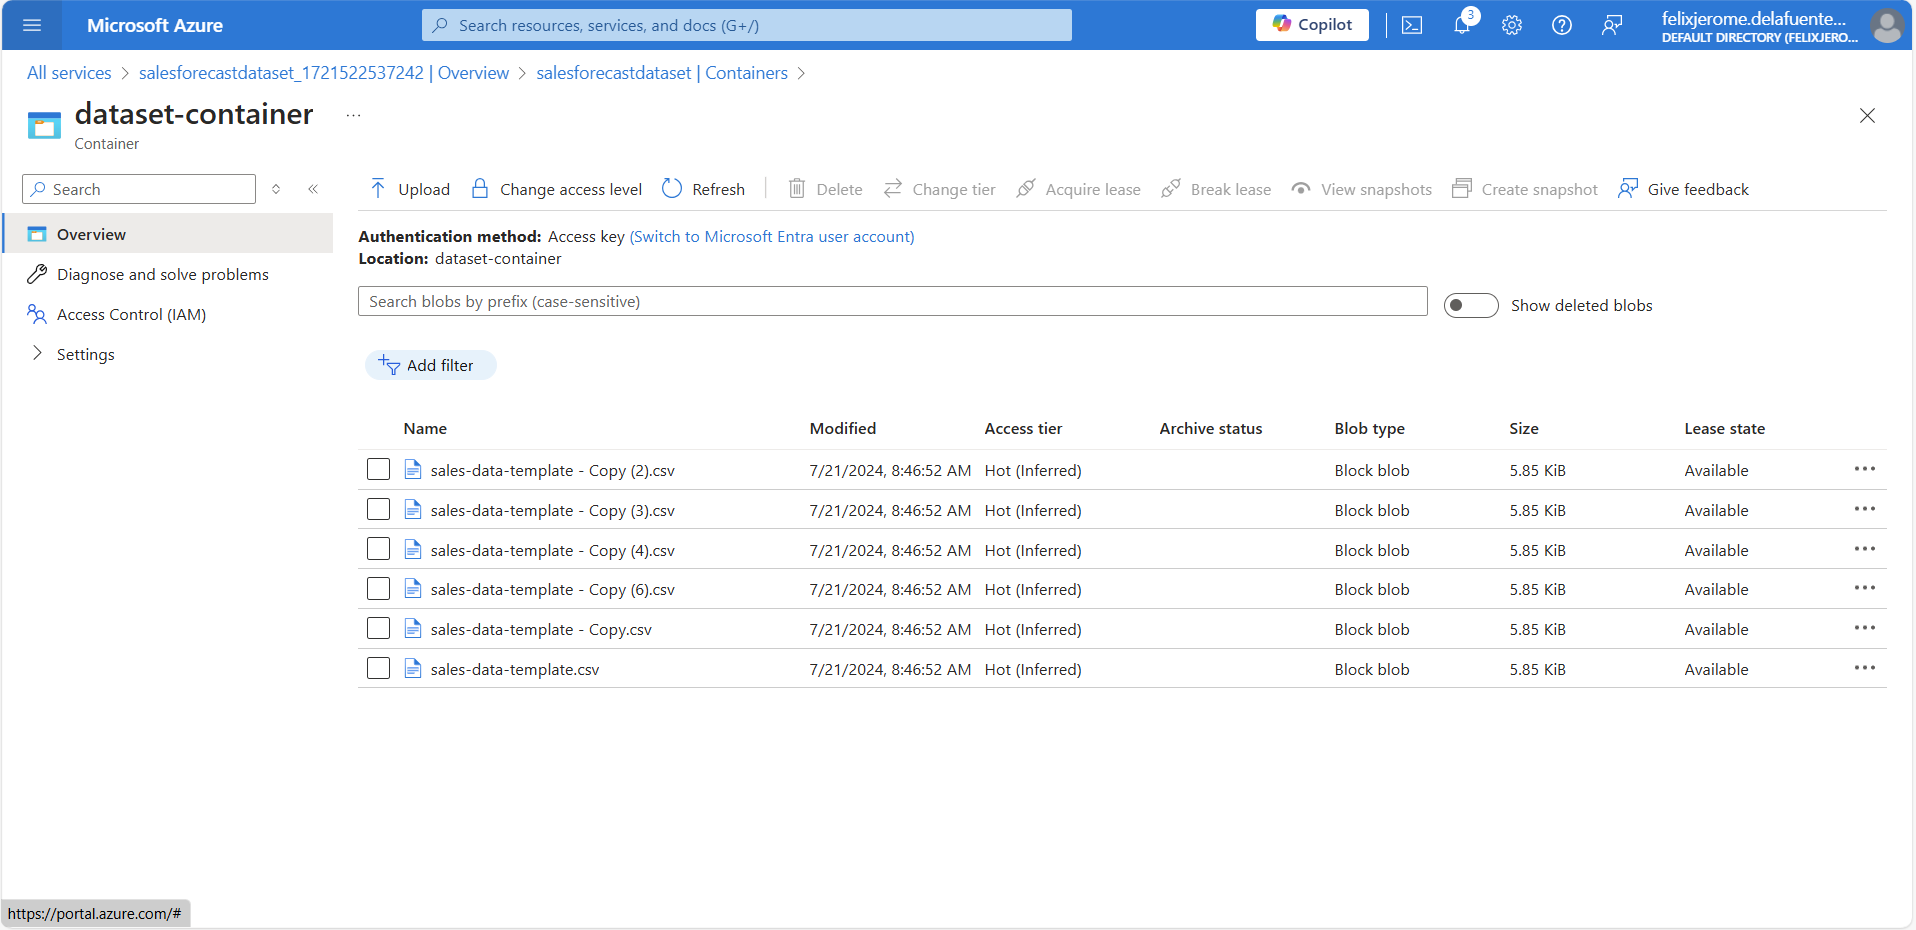 Microsoft Azure
Search resources, services, and docs (G+/)
Copilot
3
felixjerome.delafuente...
DEFAULT DIRECTORY (FELIXJERO...
All services > salesforecastdataset_1721522537242 | Overview > salesforecastdataset | Containers >
dataset-container ...
Container
Search
Upload Change access level Refresh Delete Change tier Acquire lease Break lease View snapshots Create snapshot Give feedback
Overview
Diagnose and solve problems
Access Control (IAM)
Settings
Authentication method: Access key (Switch to Microsoft Entra user account)
Location: dataset-container
Search blobs by prefix (case-sensitive)
Show deleted blobs
Add filter
Name Modified Access tier Archive status Blob type Size Lease state
sales-data-template - Copy (2).csv 7/21/2024, 8:46:52 AM Hot (Inferred) Block blob 5.85 KiB Available
sales-data-template - Copy (3).csv 7/21/2024, 8:46:52 AM Hot (Inferred) Block blob 5.85 KiB Available
sales-data-template - Copy (4).csv 7/21/2024, 8:46:52 AM Hot (Inferred) Block blob 5.85 KiB Available
sales-data-template - Copy (6).csv 7/21/2024, 8:46:52 AM Hot (Inferred) Block blob 5.85 KiB Available
sales-data-template - Copy.csv 7/21/2024, 8:46:52 AM Hot (Inferred) Block blob 5.85 KiB Available
sales-data-template.csv 7/21/2024, 8:46:52 AM Hot (Inferred) Block blob 5.85 KiB Available
https://portal.azure.com/#